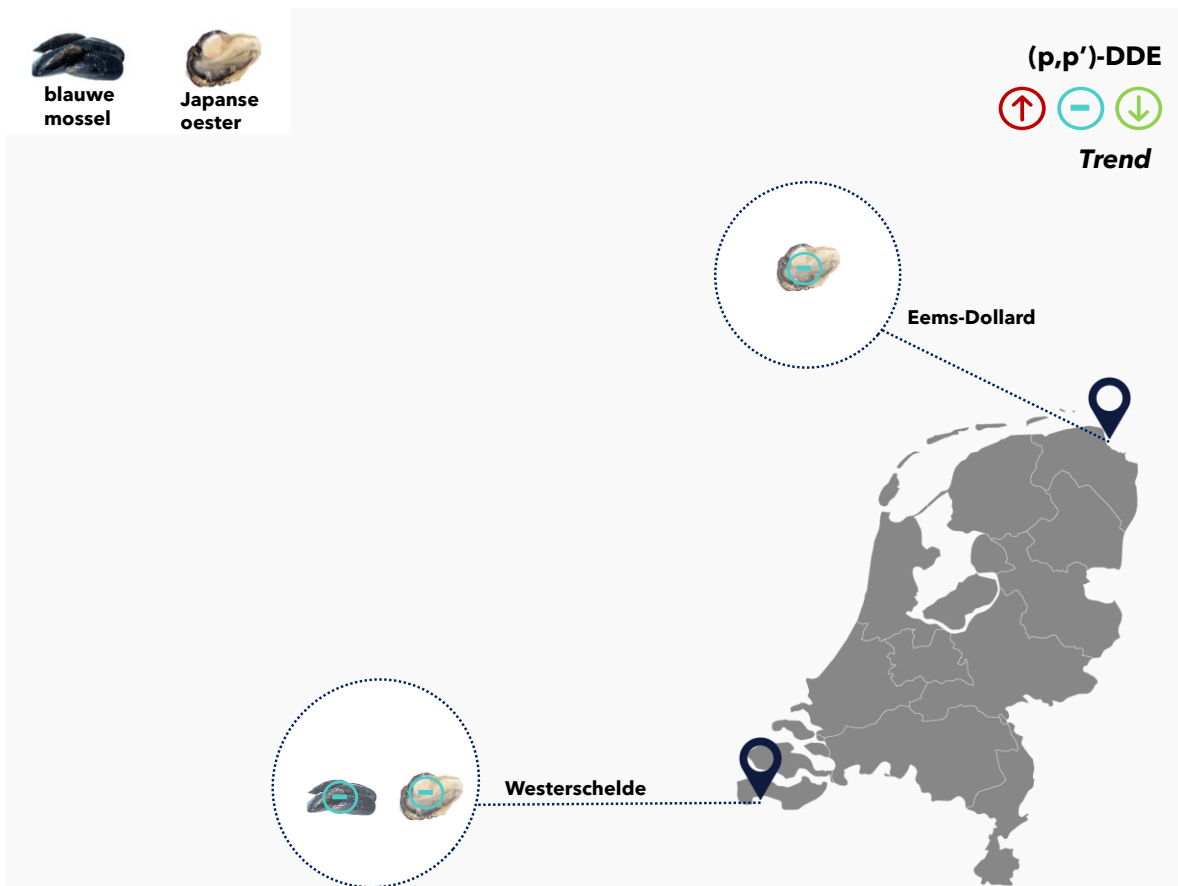 blauwe
mossel
Japanse
oester
(p,p’)-DDE
Trend
Eems-Dollard
Westerschelde